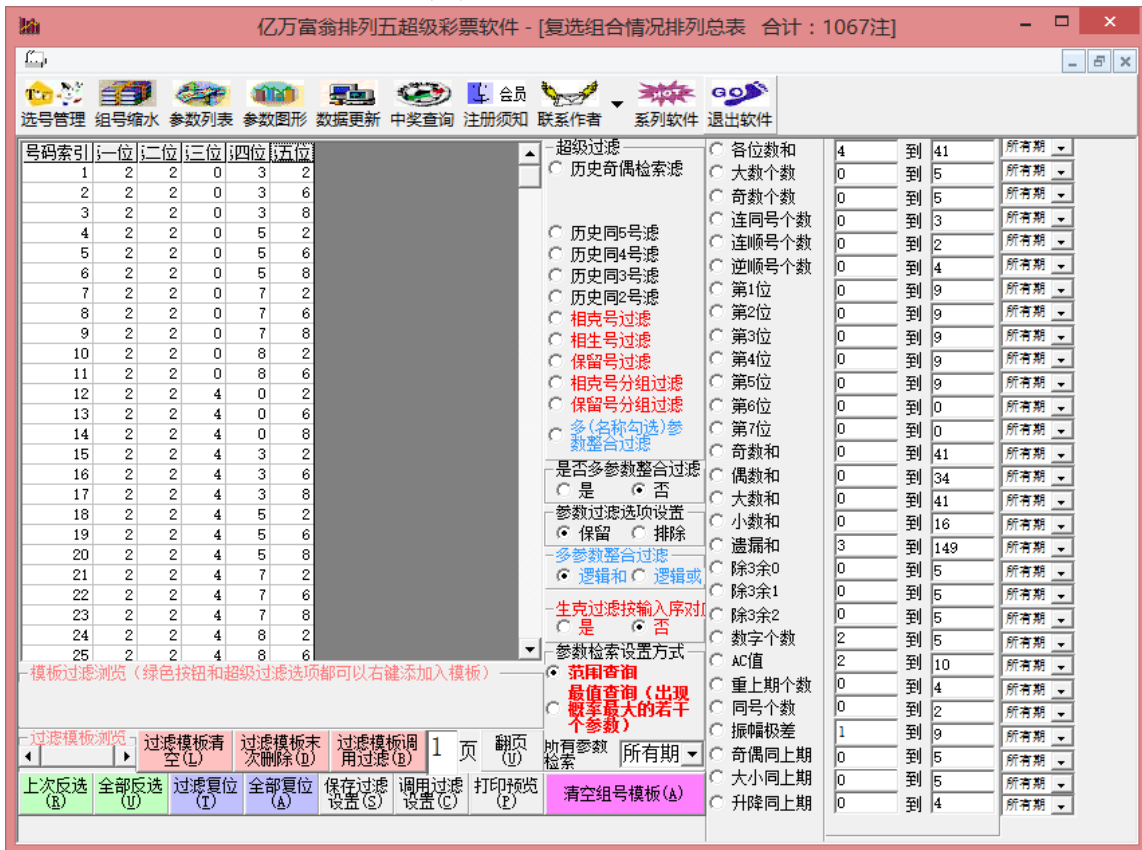 亿万富翁排列五超级彩票软件 - [复选组合情况排列总表 合计：1067注]
选号管理 组号缩水 参数列表 参数图形 数据更新 中奖查询 注册须知 会员 联系作者 系列软件 退出软件
号码索引 一位 二位 三位 四位 五位
1 2 2 0 3 2
2 2 2 0 3 6
3 2 2 0 3 8
4 2 2 0 5 2
5 2 2 0 5 6
6 2 2 0 5 8
7 2 2 0 7 2
8 2 2 0 7 6
9 2 2 0 7 8
10 2 2 0 8 2
11 2 2 0 8 6
12 2 2 4 0 2
13 2 2 4 0 6
14 2 2 4 0 8
15 2 2 4 3 2
16 2 2 4 3 6
17 2 2 4 3 8
18 2 2 4 5 2
19 2 2 4 5 6
20 2 2 4 5 8
21 2 2 4 7 2
22 2 2 4 7 6
23 2 2 4 7 8
24 2 2 4 8 2
25 2 2 4 8 6
超级过滤
历史奇偶检索滤
历史同5号滤
历史同4号滤
历史同3号滤
历史同2号滤
相克号过滤
相生号过滤
保留号过滤
相克号分组过滤
保留号分组过滤
多(名称勾选)参
数整合过滤
是否多参数整合过滤
是 否
参数过滤选项设置
保留 排除
多参数整合过滤
逻辑和 逻辑或
生克过滤按输入序对应
是 否
参数检索设置方式
范围查询
最值查询（出现
概率最大的若干
个参数）
所有参数
检索
所有期
各位数和 4 到 41 所有期
大数个数 0 到 5 所有期
奇数个数 0 到 5 所有期
连同号个数 0 到 3 所有期
连顺号个数 0 到 2 所有期
逆顺号个数 0 到 4 所有期
第1位 0 到 9 所有期
第2位 0 到 9 所有期
第3位 0 到 9 所有期
第4位 0 到 9 所有期
第5位 0 到 9 所有期
第6位 0 到 0 所有期
第7位 0 到 0 所有期
奇数和 0 到 41 所有期
偶数和 0 到 34 所有期
大数和 0 到 41 所有期
小数和 0 到 16 所有期
遗漏和 3 到 149 所有期
除3余0 0 到 5 所有期
除3余1 0 到 5 所有期
除3余2 0 到 5 所有期
数字个数 2 到 5 所有期
AC值 2 到 10 所有期
重上期个数 0 到 4 所有期
同号个数 0 到 2 所有期
振幅极差 1 到 9 所有期
奇偶同上期 0 到 5 所有期
大小同上期 0 到 5 所有期
升降同上期 0 到 4 所有期
模板过滤浏览（绿色按钮和超级过滤选项都可以右键添加入模板）
过滤模板浏览
过滤模板清
空(L)
过滤模板末
次删除(D)
过滤模板调
用过滤(B)
1 页
翻页
(U)
上次反选
(R)
全部反选
(U)
过滤复位
(T)
全部复位
(A)
保存过滤
设置(S)
调用过滤
设置(C)
打印预览
(P)
清空组号模板(A)